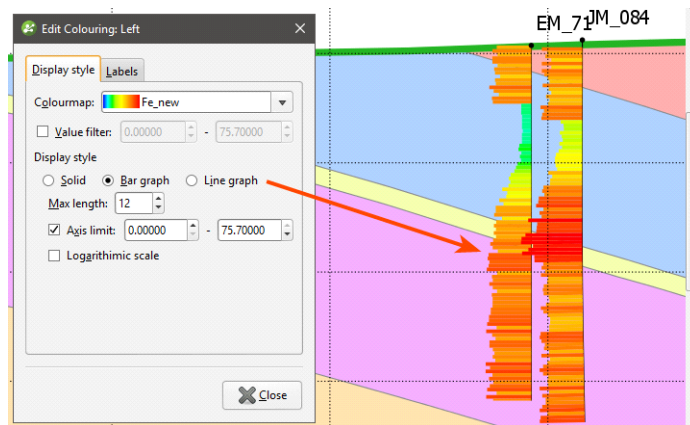 Edit Colouring: Left
EM_71
JM_084
Display style
Labels
Colourmap:
Fe_new
Value filter:
0.00000
-
75.70000
Display style
Solid
Bar graph
Line graph
Max length:
12
Axis limit:
0.00000
-
75.70000
Logarithimic scale
Close